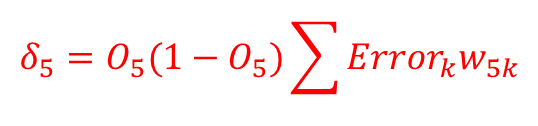 δ₅ = O₅(1 − O₅) ∑ Errorₖw₅ₖ